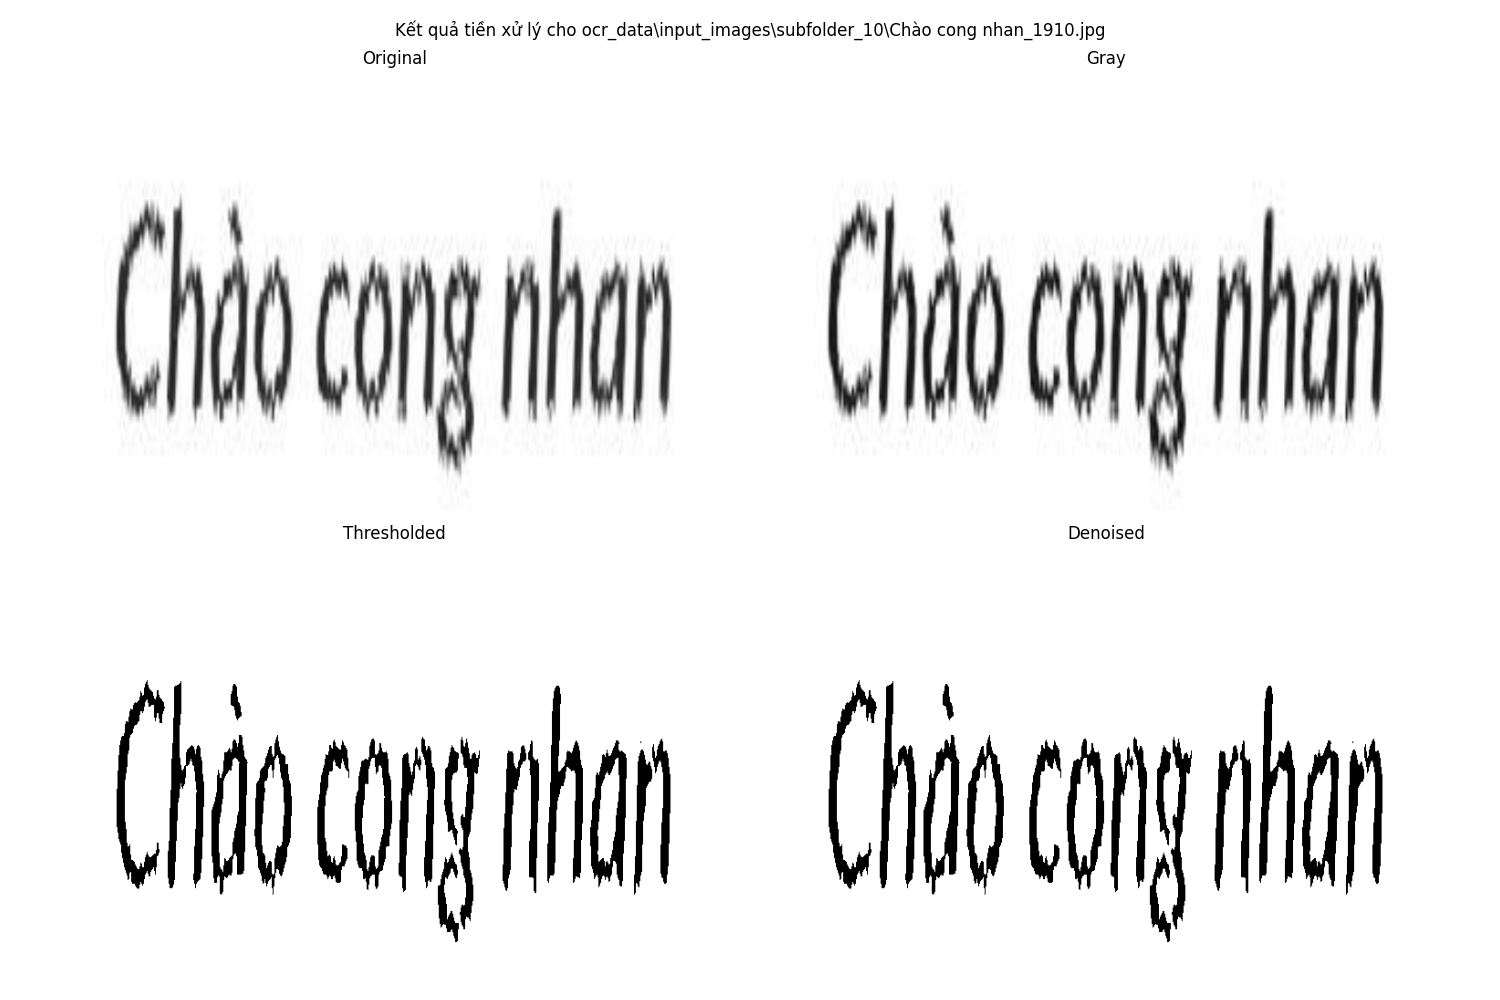 Kết quả tiền xử lý cho ocr_data\input_images\subfolder_10\Chào cong nhan_1910.jpg
Original
Gray
Chào cong nhan
Chào cong nhan
Thresholded
Denoised
Chào cong nhan
Chào cong nhan